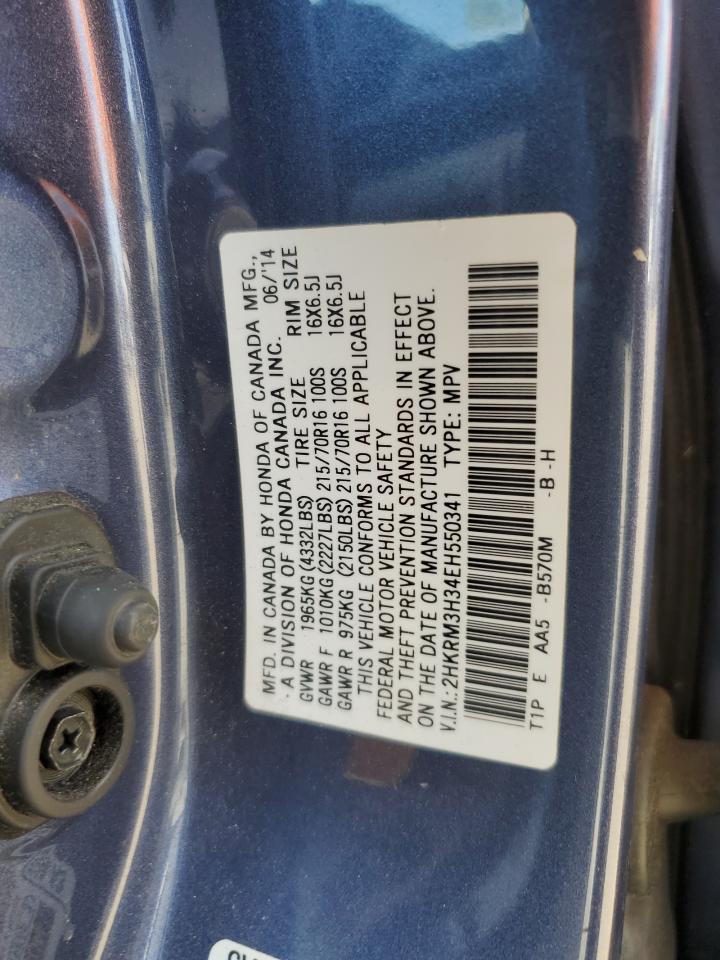 MFD. IN CANADA BY HONDA OF CANADA MFG.,
A DIVISION OF HONDA CANADA INC. 06/'14
GVWR 1965KG(4332LBS) TIRE SIZE RIM SIZE
GAWR F 1010KG(2227LBS)215/70R16 100S 16X6.5J
GAWR R 975KG (2150LBS)215/70R16 100S 16X6.5J
THIS VEHICLE CONFORMS TO ALL APPLICABLE
FEDERAL MOTOR VEHICLE SAFETY
AND THEFT PREVENTION STANDARDS IN EFFECT
ON THE DATE OF MANUFACTURE SHOWN ABOVE.
V.I.N.: 2HKRM3H34EH550341 TYPE: MPV
T1P E AA5 -B570M -B -H